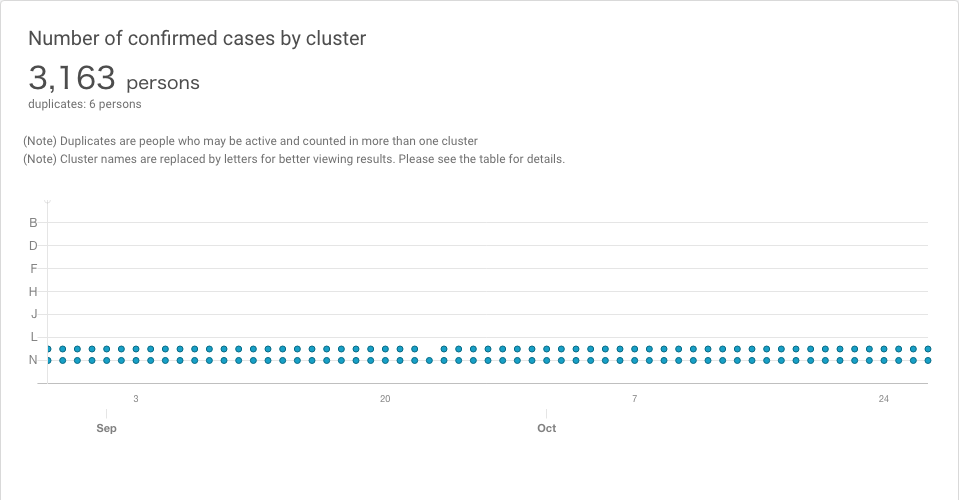 Number of confirmed cases by cluster
3,163 persons
duplicates: 6 persons
(Note) Duplicates are people who may be active and counted in more than one cluster
(Note) Cluster names are replaced by letters for better viewing results. Please see the table for details.
B
D
F
H
J
L
N
3 20 7 24
Sep Oct